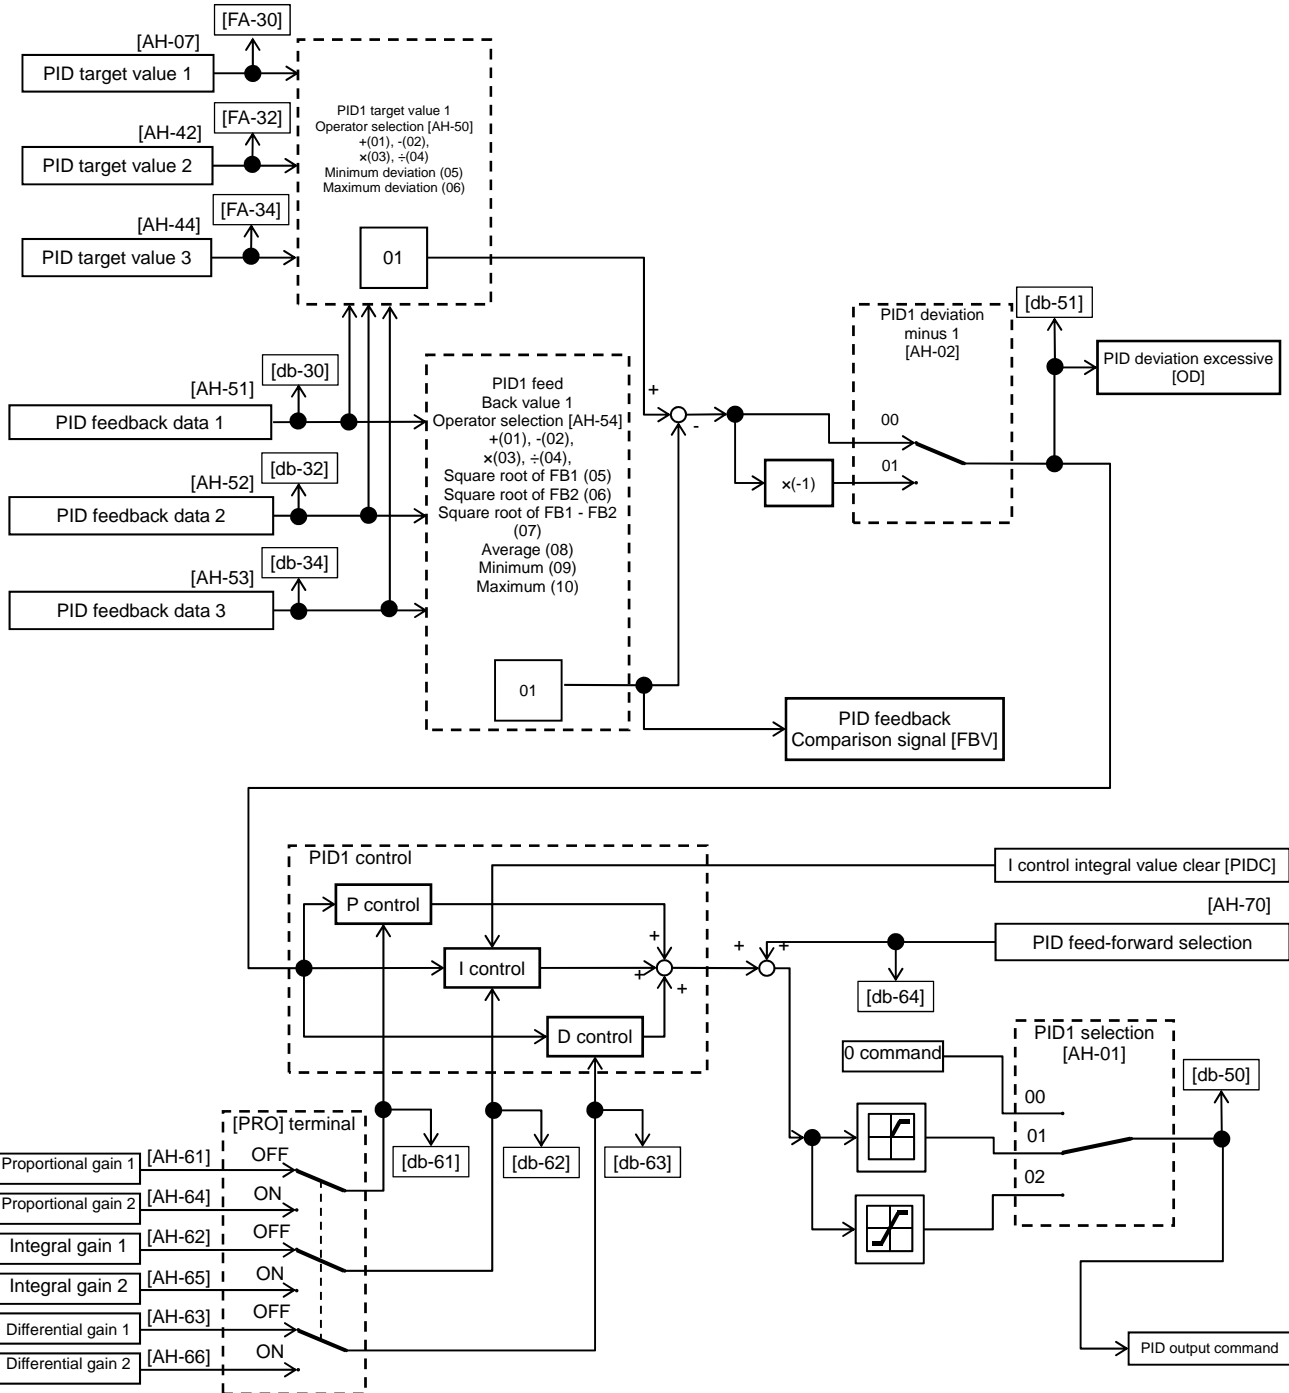 [FA-30]
[AH-07]
PID target value 1
[FA-32]
[AH-42]
PID target value 2
[FA-34]
[AH-44]
PID target value 3
PID1 target value 1
Operator selection [AH-50]
+(01), -(02),
×(03), ÷(04)
Minimum deviation (05)
Maximum deviation (06)
01
[db-30]
[AH-51]
PID feedback data 1
[db-32]
[AH-52]
PID feedback data 2
[db-34]
[AH-53]
PID feedback data 3
PID1 feed
Back value 1
Operator selection [AH-54]
+(01), -(02),
×(03), ÷(04),
Square root of FB1 (05)
Square root of FB2 (06)
Square root of FB1 - FB2
(07)
Average (08)
Minimum (09)
Maximum (10)
01
+
-
×(-1)
PID1 deviation
minus 1
[AH-02]
00
01
[db-51]
PID deviation excessive
[OD]
PID feedback
Comparison signal [FBV]
PID1 control
P control
I control
D control
+
+
+
+
+
I control integral value clear [PIDC]
[AH-70]
PID feed-forward selection
[db-64]
0 command
PID1 selection
[AH-01]
00
01
02
[db-50]
PID output command
[PRO] terminal
[db-61]
[db-62]
[db-63]
Proportional gain 1
[AH-61]
OFF
Proportional gain 2
[AH-64]
ON
Integral gain 1
[AH-62]
OFF
Integral gain 2
[AH-65]
ON
Differential gain 1
[AH-63]
OFF
Differential gain 2
[AH-66]
ON